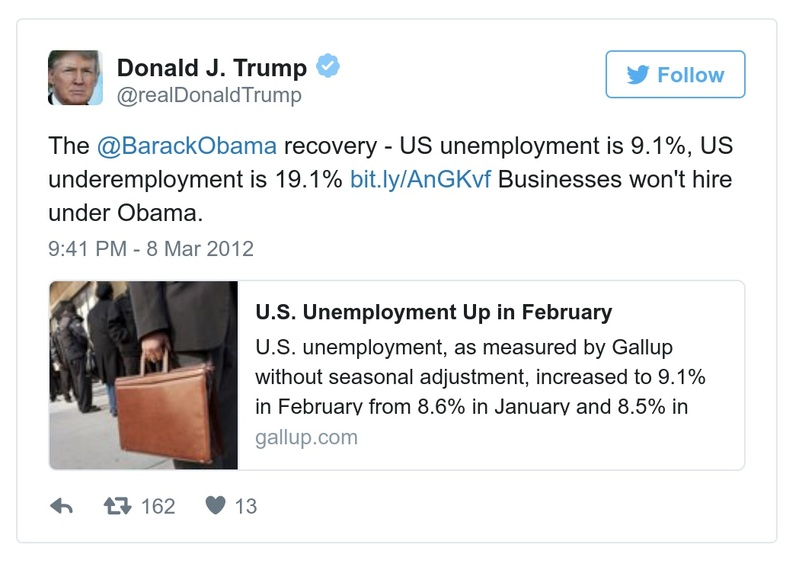 Donald J. Trump
@realDonaldTrump
Follow
The @BarackObama recovery - US unemployment is 9.1%, US
underemployment is 19.1% bit.ly/AnGKvf Businesses won't hire
under Obama.
9:41 PM - 8 Mar 2012
U.S. Unemployment Up in February
U.S. unemployment, as measured by Gallup
without seasonal adjustment, increased to 9.1%
in February from 8.6% in January and 8.5% in
gallup.com
162
13